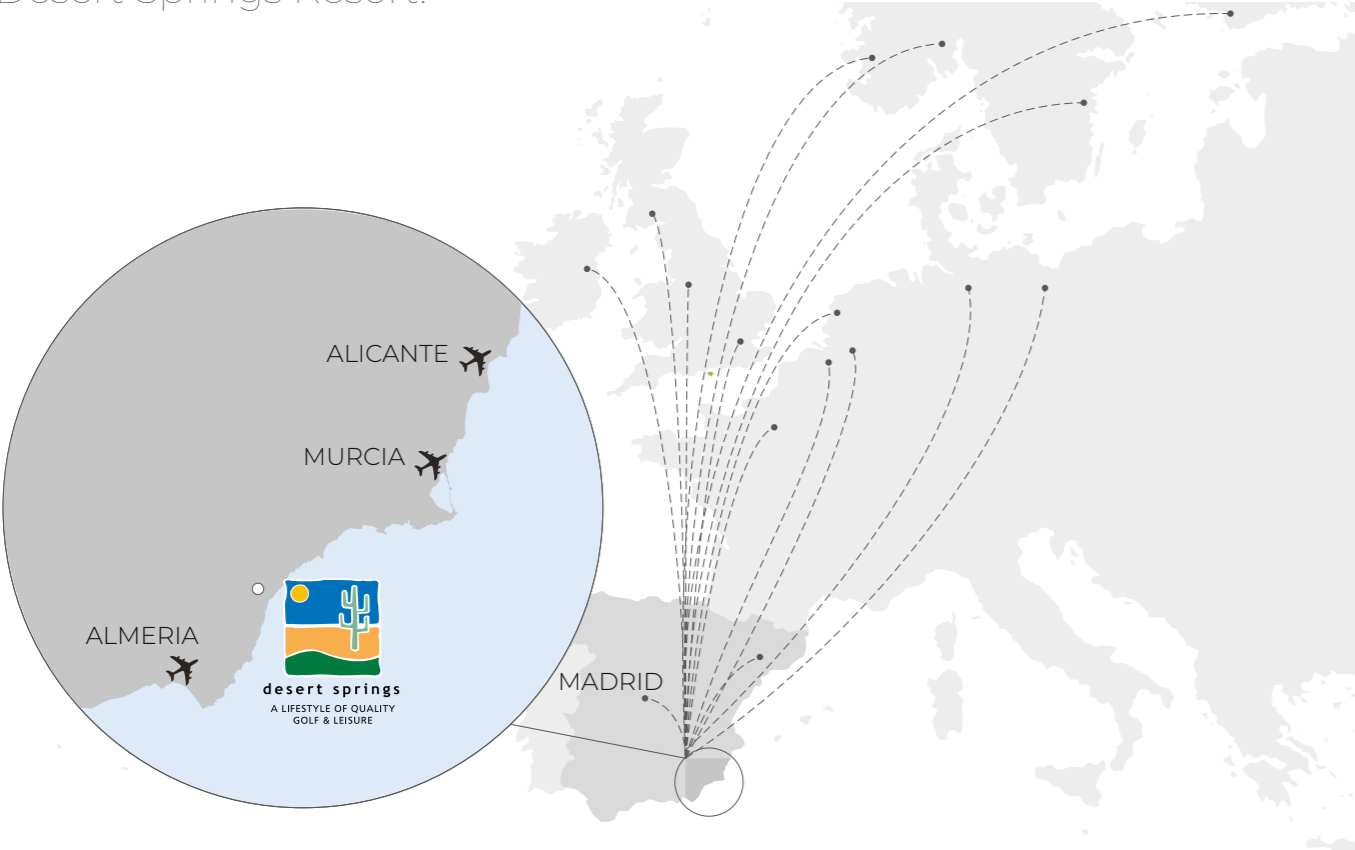 Desert Springs Resort.
ALICANTE
MURCIA
ALMERIA
desert springs
A LIFESTYLE OF QUALITY
GOLF & LEISURE
MADRID